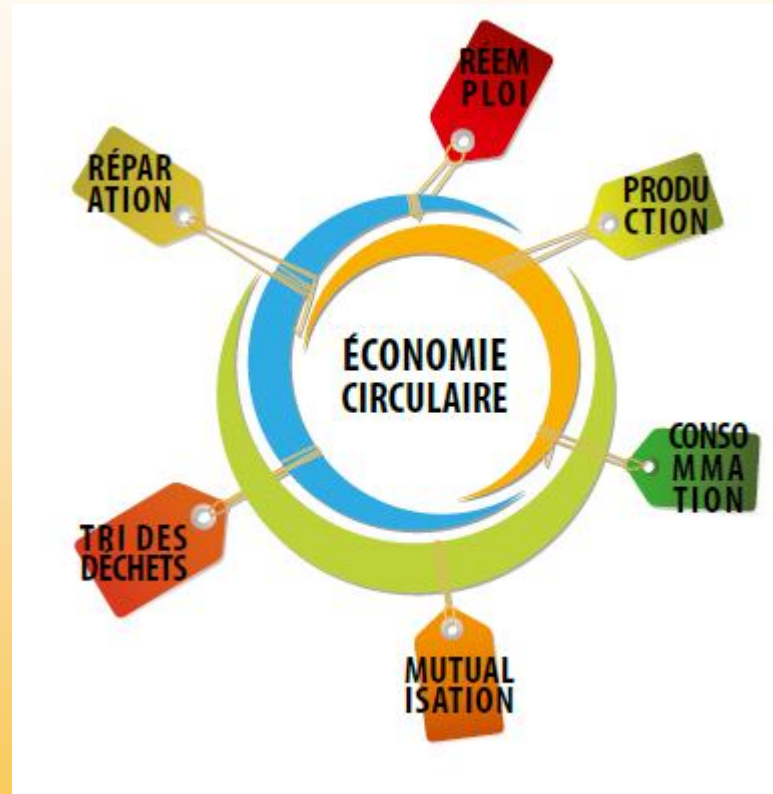 RÉEM
PLOI
RÉPAR
ATION
PRODU
CTION
ÉCONOMIE
CIRCULAIRE
CONSO
MMA
TION
TRI DES
DÉCHETS
MUTUAL
ISATION